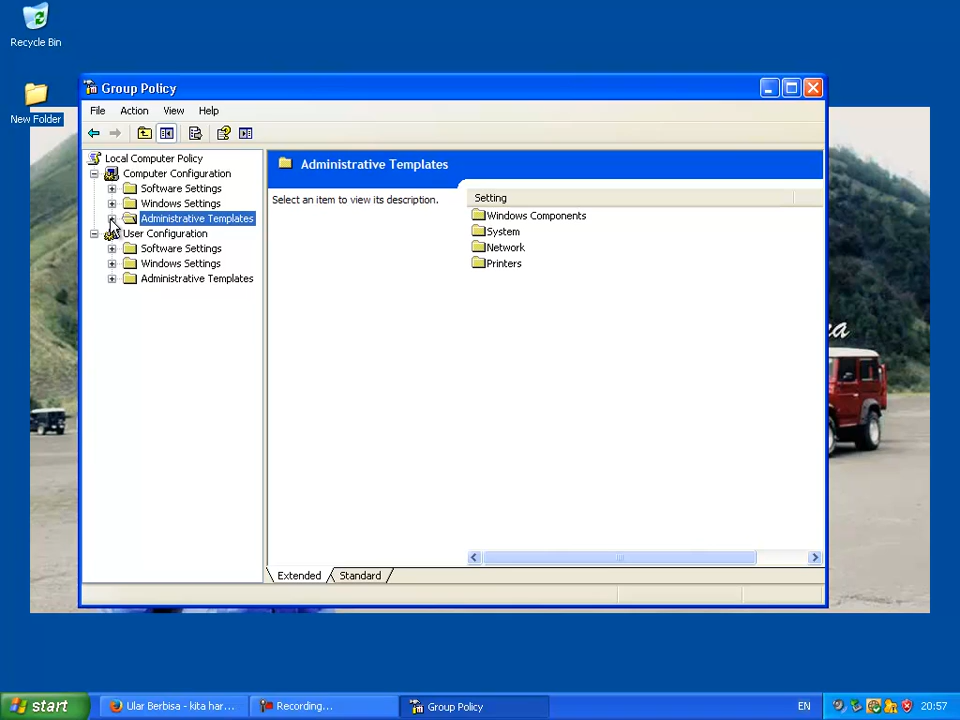 Recycle Bin
New Folder
Group Policy
File Action View Help
Local Computer Policy
Computer Configuration
Software Settings
Windows Settings
Administrative Templates
User Configuration
Software Settings
Windows Settings
Administrative Templates
Administrative Templates
Select an item to view its description.
Setting
Windows Components
System
Network
Printers
Extended Standard
start
Ular Berbisa - kita har...
Recording...
Group Policy
EN
20:57